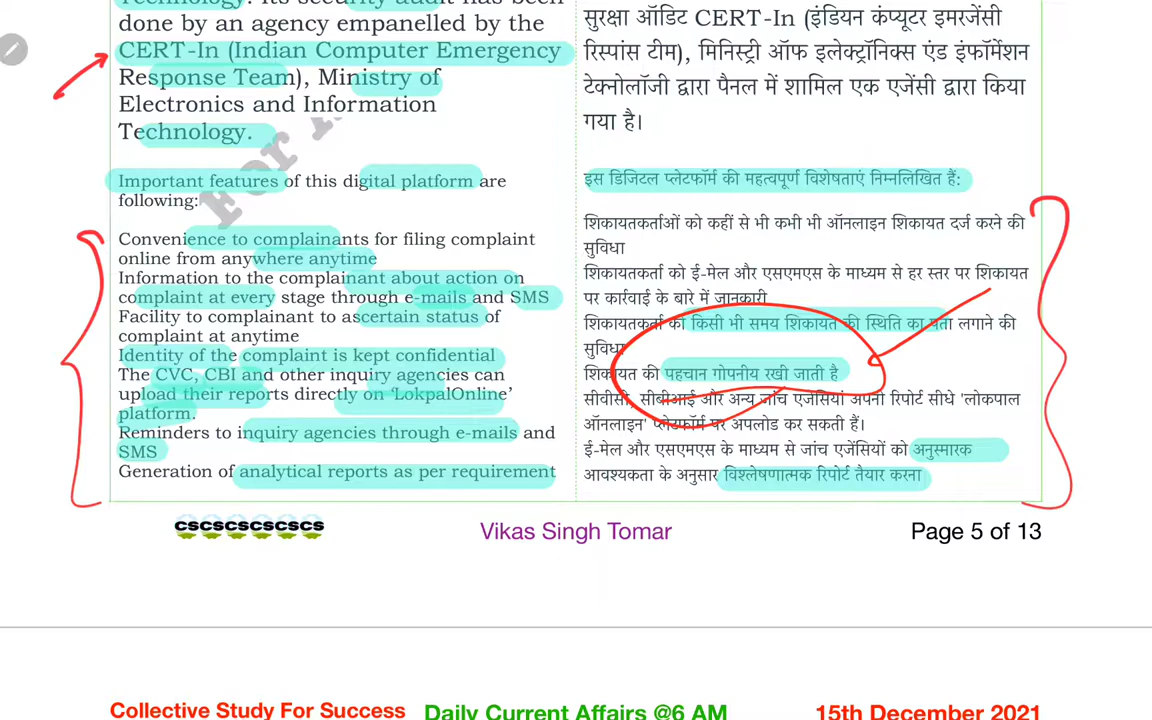 Technology. Its security audit has been
done by an agency empanelled by the
CERT-In (Indian Computer Emergency
Response Team), Ministry of
Electronics and Information
Technology.
Important features of this digital platform are
following:
Convenience to complainants for filing complaint
online from anywhere anytime
Information to the complainant about action on
complaint at every stage through e-mails and SMS
Facility to complainant to ascertain status of
complaint at anytime
Identity of the complaint is kept confidential
The CVC, CBI and other inquiry agencies can
upload their reports directly on ‘LokpalOnline’
platform.
Reminders to inquiry agencies through e-mails and
SMS
Generation of analytical reports as per requirement
सुरक्षा ऑडिट CERT-In (इंडियन कंप्यूटर इमरजेंसी
रिस्पांस टीम), मिनिस्ट्री ऑफ इलेक्ट्रॉनिक्स एंड इंफॉर्मेशन
टेक्नोलॉजी द्वारा पैनल में शामिल एक एजेंसी द्वारा किया
गया है।
इस डिजिटल प्लेटफॉर्म की महत्वपूर्ण विशेषताएं निम्नलिखित हैं:
शिकायतकर्ताओं को कहीं से भी कभी भी ऑनलाइन शिकायत दर्ज करने की
सुविधा
शिकायतकर्ता को ई-मेल और एसएमएस के माध्यम से हर स्तर पर शिकायत
पर कार्रवाई के बारे में जानकारी
शिकायतकर्ता को किसी भी समय शिकायत की स्थिति का पता लगाने की
सुविधा
शिकायत की पहचान गोपनीय रखी जाती है
सीवीसी, सीबीआई और अन्य जांच एजेंसियां अपनी रिपोर्ट सीधे 'लोकपाल
ऑनलाइन' प्लेटफॉर्म पर अपलोड कर सकती हैं।
ई-मेल और एसएमएस के माध्यम से जांच एजेंसियों को अनुस्मारक
आवश्यकता के अनुसार विश्लेषणात्मक रिपोर्ट तैयार करना
cscscscscscs
Vikas Singh Tomar
Page 5 of 13
Collective Study For Success
Daily Current Affairs @6 AM
15th December 2021